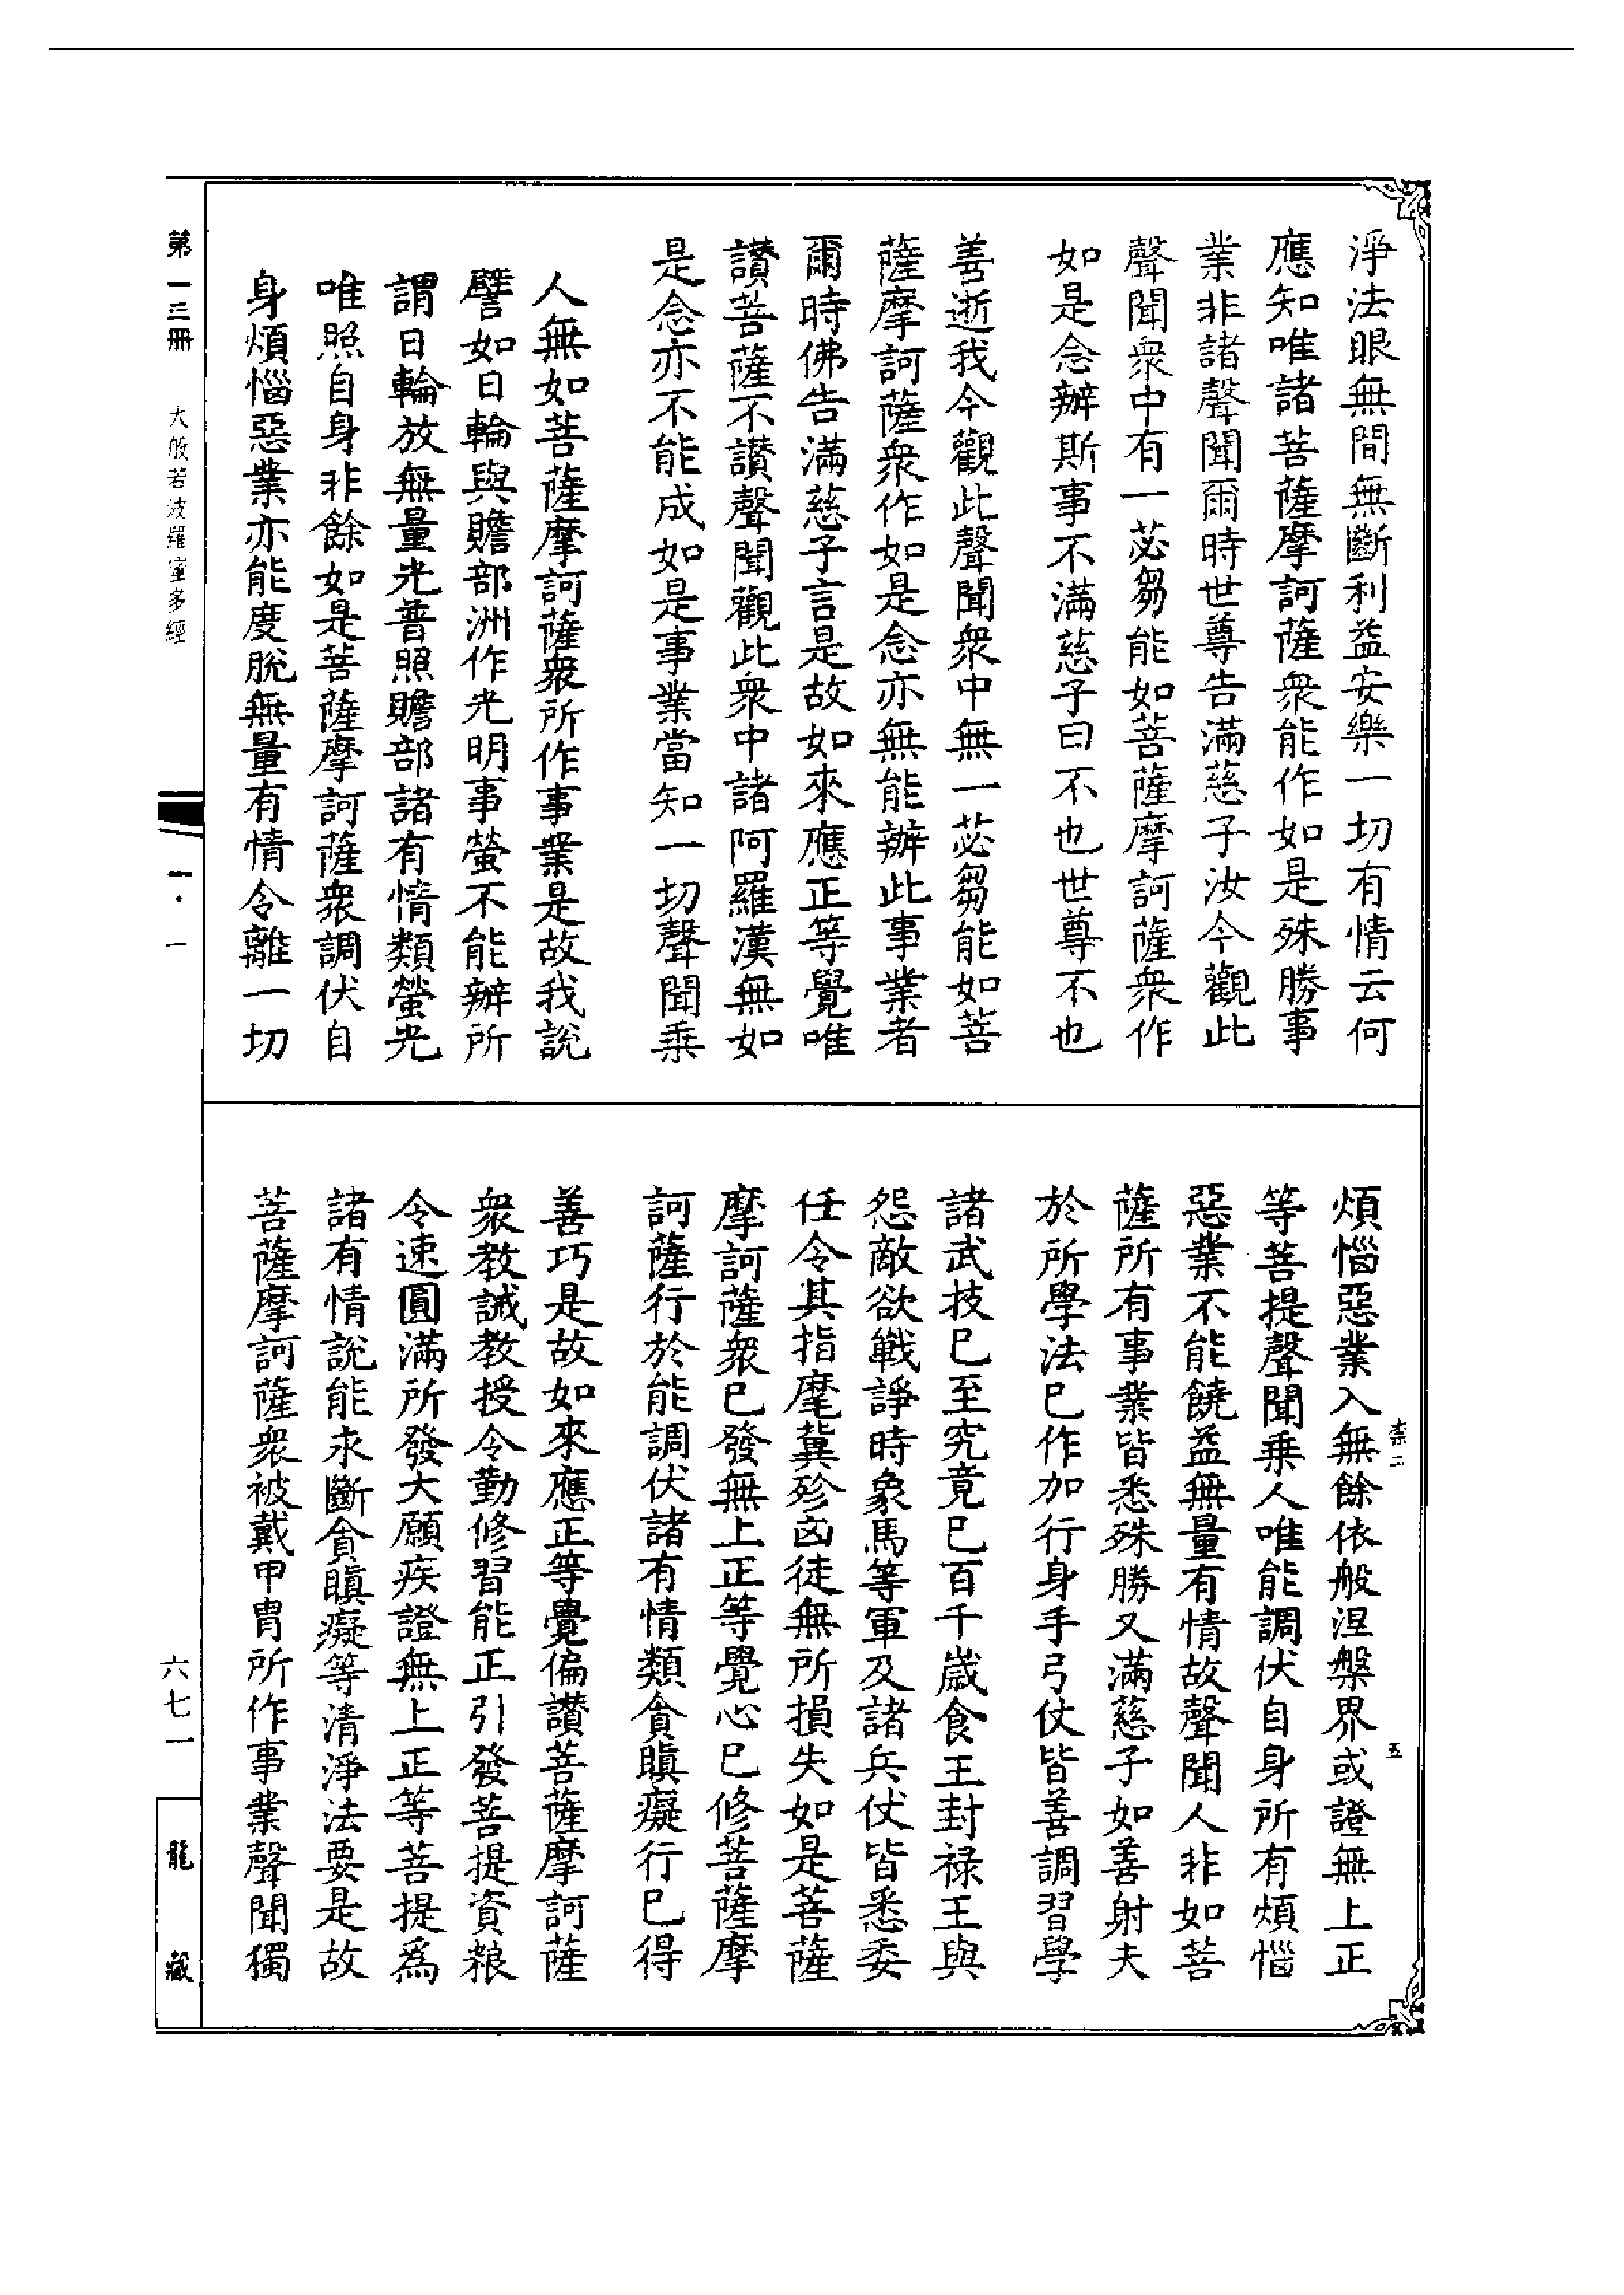 淨法眼無間無斷利益安樂一切有情云何
應知唯諸菩薩摩訶薩衆能作如是殊勝事
業非諸聲聞爾時世尊告滿慈子汝今觀此
聲聞衆中有一苾芻能如菩薩摩訶薩衆作
如是念辦斯事不滿慈子曰不也世尊不也
善逝我今觀此聲聞衆中無一苾芻能如菩
薩摩訶薩衆作如是念亦無能辦此事業者
爾時佛告滿慈子言是故如來應正等覺唯
讚菩薩不讚聲聞觀此衆中諸阿羅漢無如
是念亦不能成如是事業當知一切聲聞乘
人無如菩薩摩訶薩衆所作事業是故我說
譬如日輪與贍部洲作光明事螢不能辦所
謂日輪放無量光普照贍部諸有情類螢光
唯照自身非餘如是菩薩摩訶薩衆調伏自
身煩惱惡業亦能度脫無量有情令離一切
煩惱惡業入無餘依般涅槃界或證無上正
等菩提聲聞乘人唯能調伏自身所有煩惱
惡業不能饒益無量有情故聲聞人非如菩
薩所有事業皆悉殊勝又滿慈子如善射夫
於所學法已作加行身手弓仗皆善調習學
諸武技已至究竟已百千歲食王封祿王與
怨敵欲戰諍時象馬等軍及諸兵仗皆悉委
任令其指麾冀殄凶徒無所損失如是菩薩
摩訶薩衆已發無上正等覺心已修菩薩摩
訶薩行於能調伏諸有情類貪瞋癡行已得
善巧是故如來應正等覺偏讚菩薩摩訶薩
衆教誡教授令勤修習能正引發菩提資粮
令速圓滿所發大願疾證無上正等菩提爲
諸有情說能永斷貪瞋癡等清淨法要是故
菩薩摩訶薩衆被戴甲胄所作事業聲聞獨
柰二
五
第一三冊
大般若波羅蜜多經
六七一
龍藏